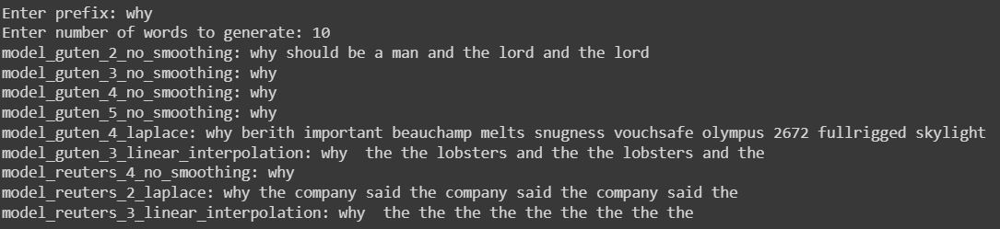 Enter prefix: why
Enter number of words to generate: 10
model_guten_2_no_smoothing: why should be a man and the lord and the lord
model_guten_3_no_smoothing: why
model_guten_4_no_smoothing: why
model_guten_5_no_smoothing: why
model_guten_4_laplace: why berith important beauchamp melts snugness vouchsafe olympus 2672 fullrigged skylight
model_guten_3_linear_interpolation: why  the the lobsters and the the lobsters and the
model_reuters_4_no_smoothing: why
model_reuters_2_laplace: why the company said the company said the company said the
model_reuters_3_linear_interpolation: why  the the the the the the the the the